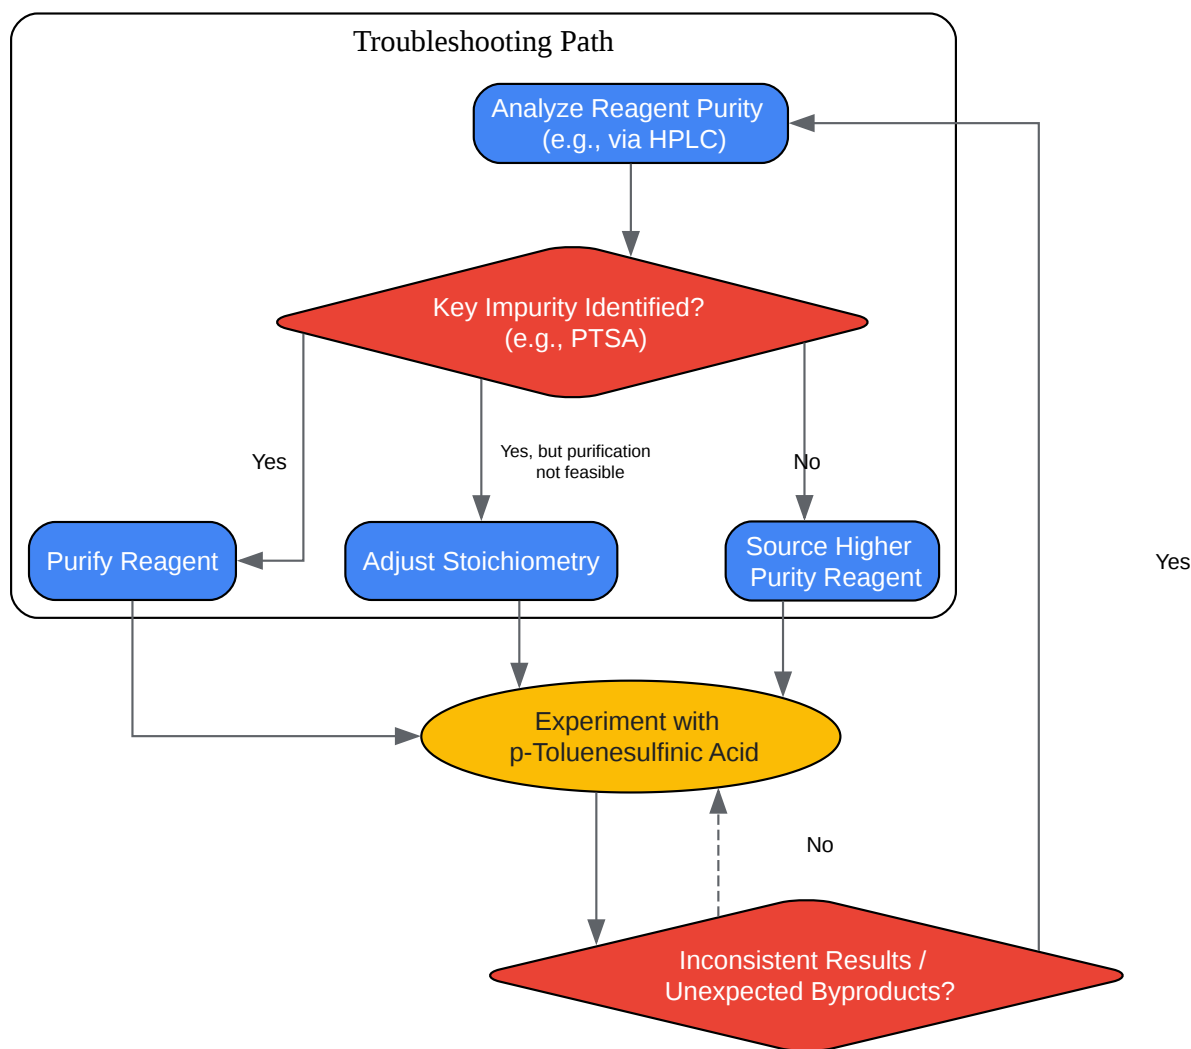 Troubleshooting Path
Analyze Reagent Purity
(e.g., via HPLC)
Key Impurity Identified?
(e.g., PTSA)
Yes
Yes, but purification
not feasible
No
Purify Reagent
Adjust Stoichiometry
Source Higher
Purity Reagent
Yes
Experiment with
p-Toluenesulfinic Acid
No
Inconsistent Results /
Unexpected Byproducts?